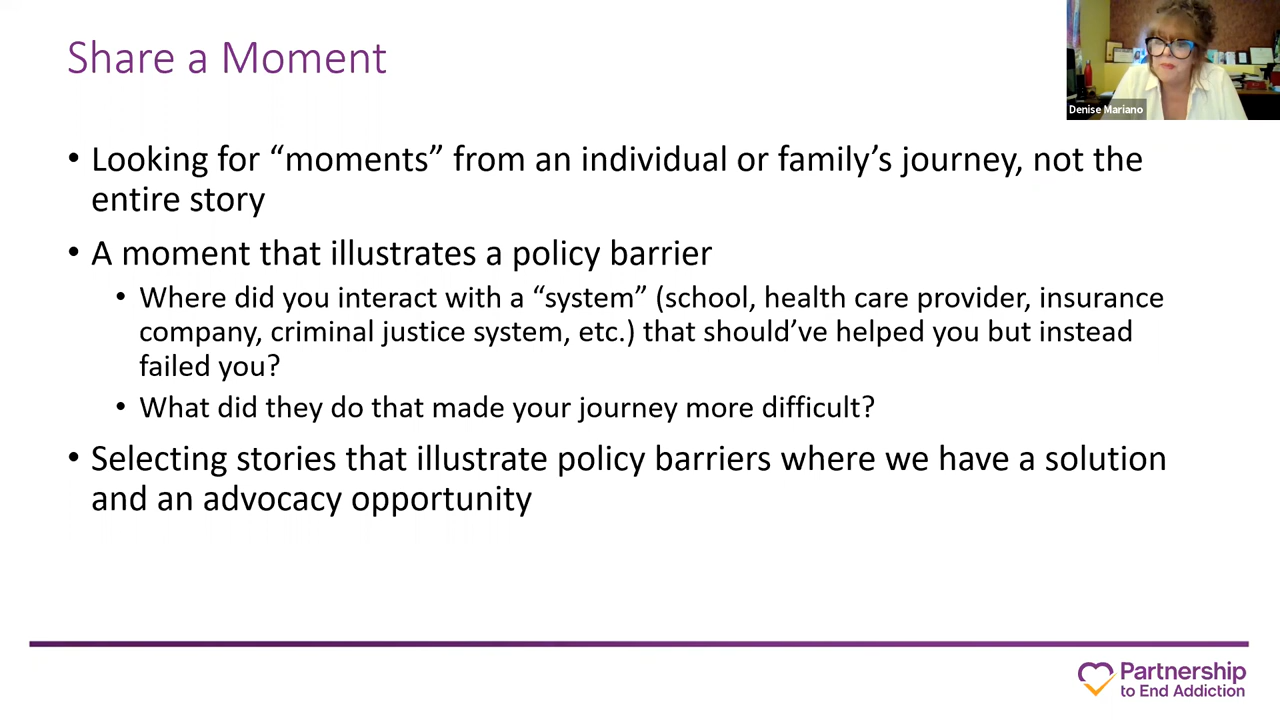 Share a Moment
Denise Mariano
• Looking for “moments” from an individual or family’s journey, not the
entire story
• A moment that illustrates a policy barrier
• Where did you interact with a “system” (school, health care provider, insurance
company, criminal justice system, etc.) that should’ve helped you but instead
failed you?
• What did they do that made your journey more difficult?
• Selecting stories that illustrate policy barriers where we have a solution
and an advocacy opportunity
Partnership
to End Addiction